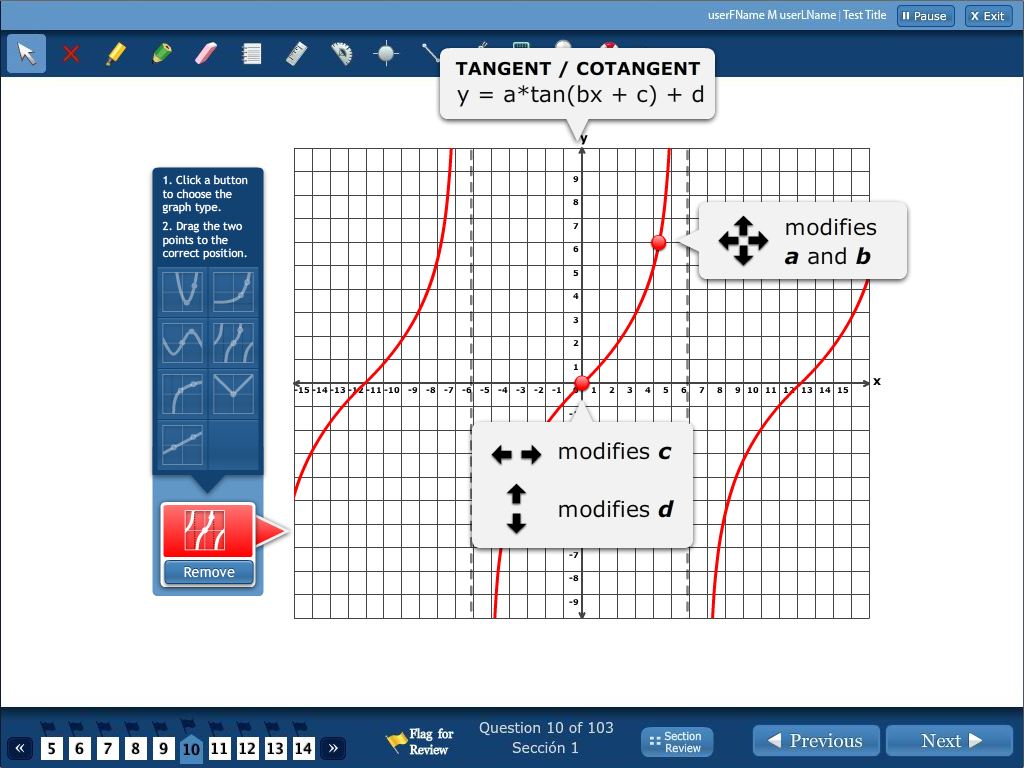 userFName M userLName | Test Title
Pause
X Exit
TANGENT / COTANGENT
y = a*tan(bx + c) + d
1. Click a button
to choose the
graph type.
2. Drag the two
points to the
correct position.
Remove
y
9
8
7
6
5
4
3
2
1
-15 -14 -13 -12 -11 -10 -9 -8 -7 -6 -5 -4 -3 -2 -1 1 2 3 4 5 6 7 8 9 10 11 12 13 14 15
x
-7
-8
-9
modifies
a and b
modifies c
modifies d
« 5 6 7 8 9 10 11 12 13 14 »
Flag for
Review
Question 10 of 103
Sección 1
Section
Review
Previous
Next